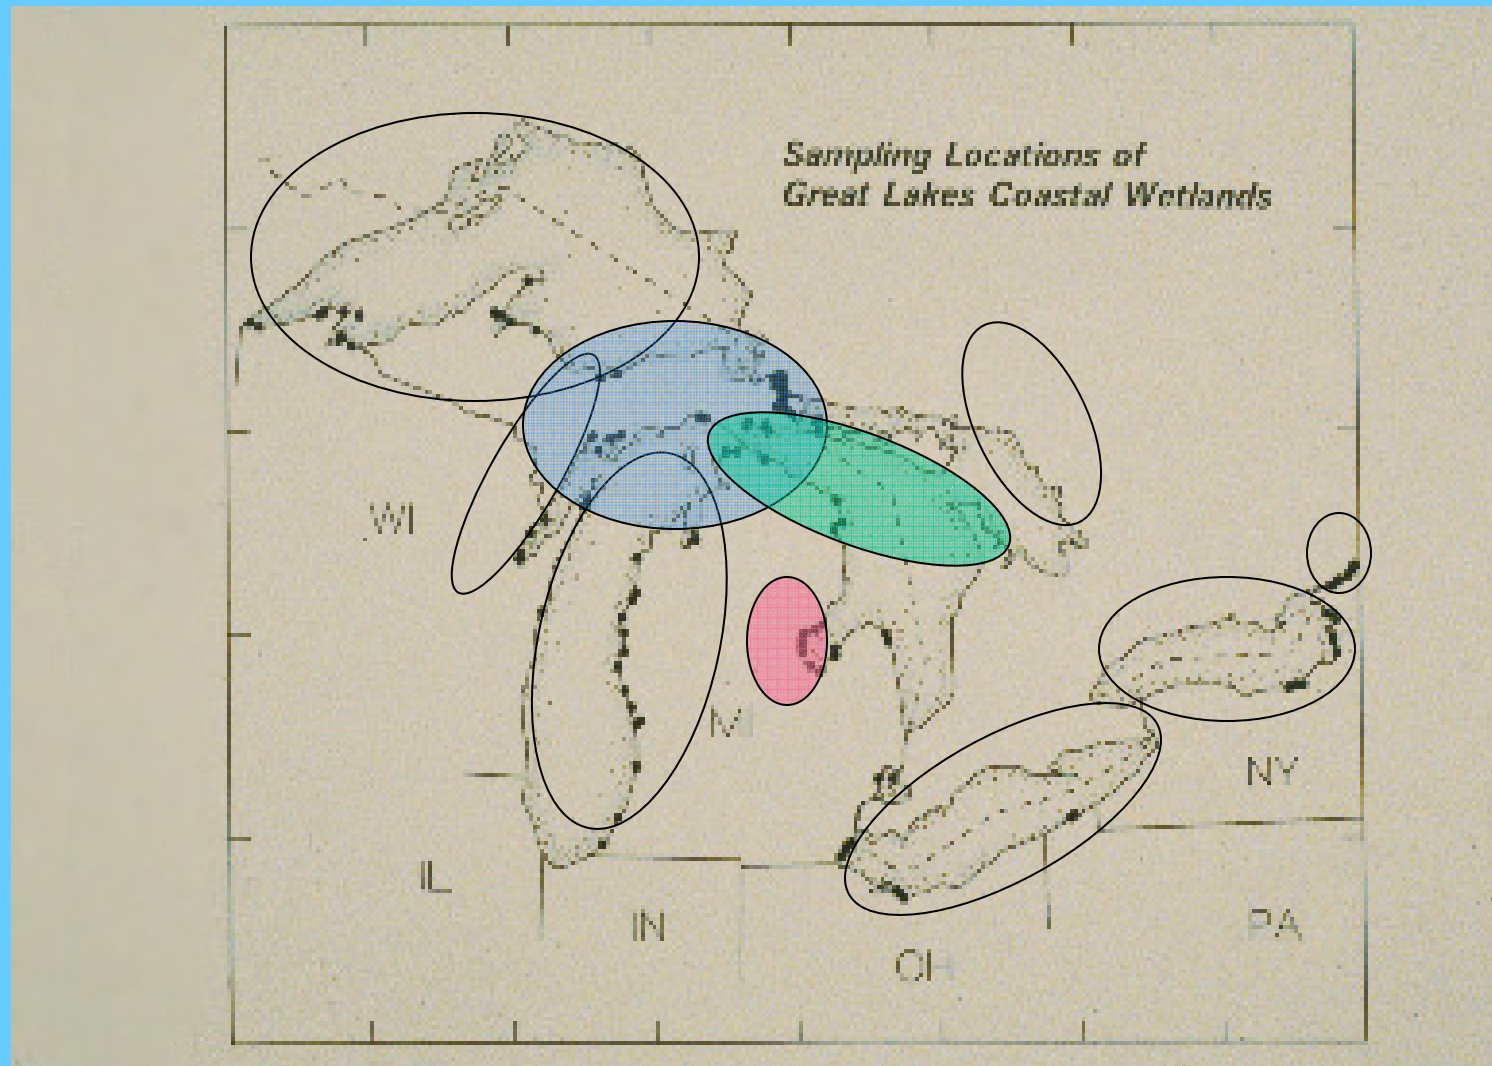 Sampling Locations of
Great Lakes Coastal Wetlands
WI
MI
NY
IL
IN
PA
OH